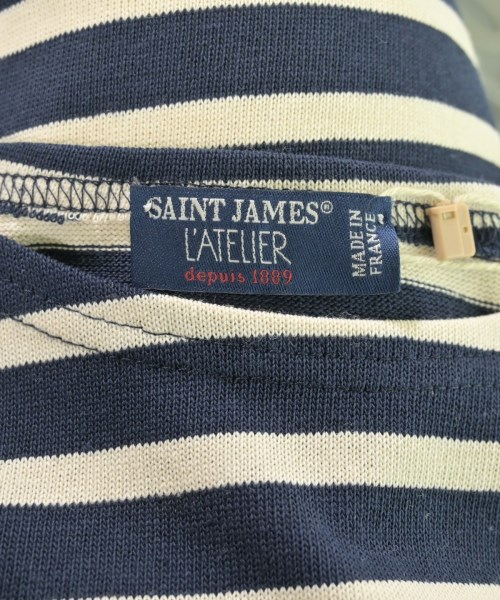 SAINT JAMES®
L'ATELIER
depuis 1889
MADE IN
FRANCE